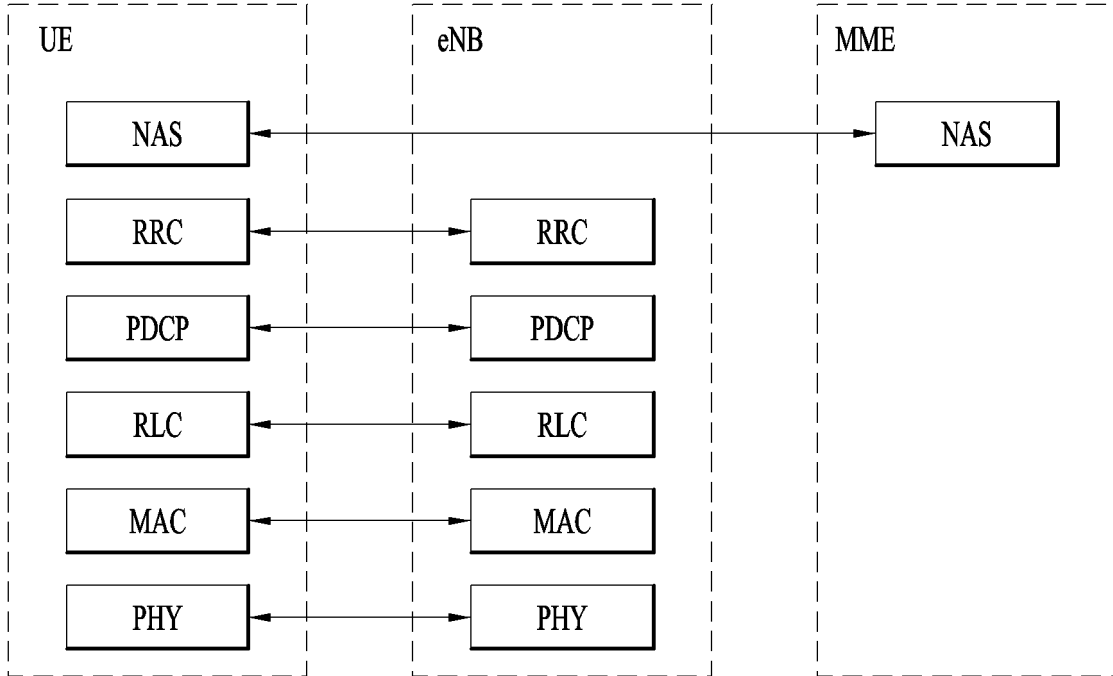 UE eNB MME
NAS NAS
RRC RRC
PDCP PDCP
RLC RLC
MAC MAC
PHY PHY